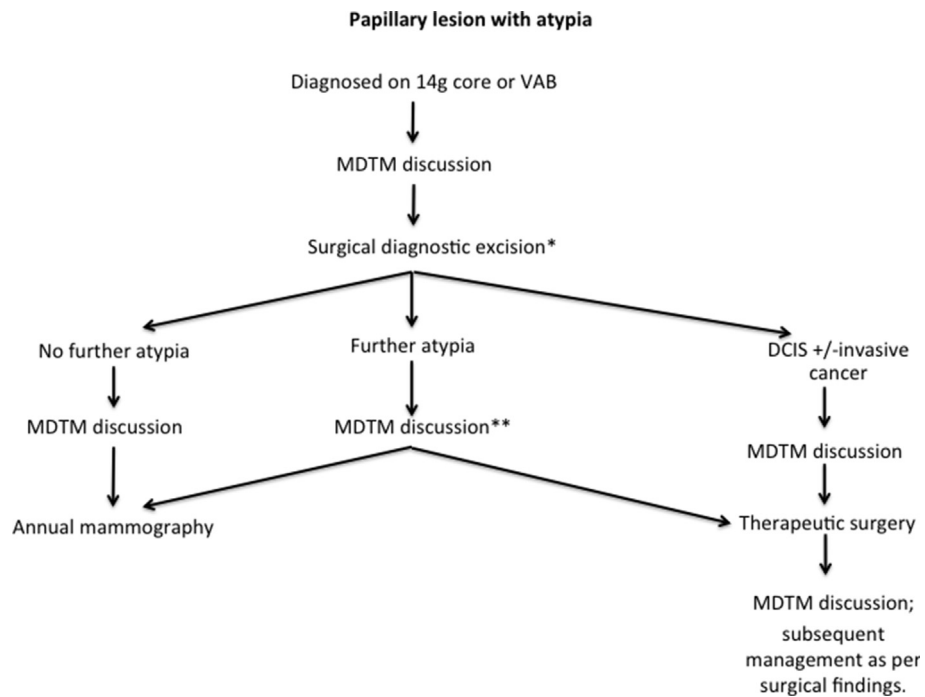 Papillary lesion with atypia
Diagnosed on 14g core or VAB
MDTM discussion
Surgical diagnostic excision*
No further atypia
Further atypia
DCIS +/-invasive
cancer
MDTM discussion
MDTM discussion**
MDTM discussion
Annual mammography
Therapeutic surgery
MDTM discussion;
subsequent
management as per
surgical findings.